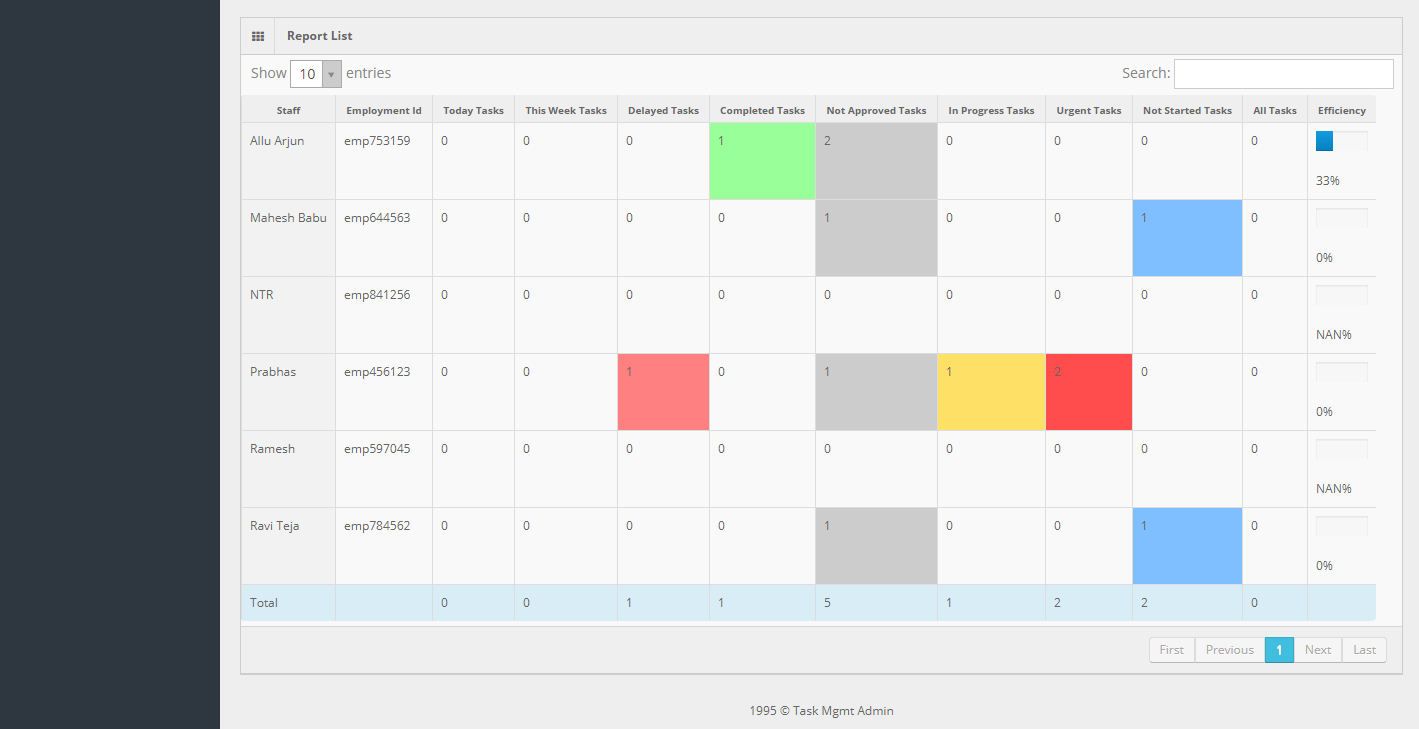 Report List
Show 10 entries Search:
Staff Employment Id Today Tasks This Week Tasks Delayed Tasks Completed Tasks Not Approved Tasks In Progress Tasks Urgent Tasks Not Started Tasks All Tasks Efficiency
Allu Arjun emp753159 0 0 0 1 2 0 0 0 0
33%
Mahesh Babu emp644563 0 0 0 0 1 0 0 1 0
0%
NTR emp841256 0 0 0 0 0 0 0 0 0
NAN%
Prabhas emp456123 0 0 1 0 1 1 2 0 0
0%
Ramesh emp597045 0 0 0 0 0 0 0 0 0
NAN%
Ravi Teja emp784562 0 0 0 0 1 0 0 1 0
0%
Total 0 0 1 1 5 1 2 2 0
First Previous 1 Next Last
1995 © Task Mgmt Admin